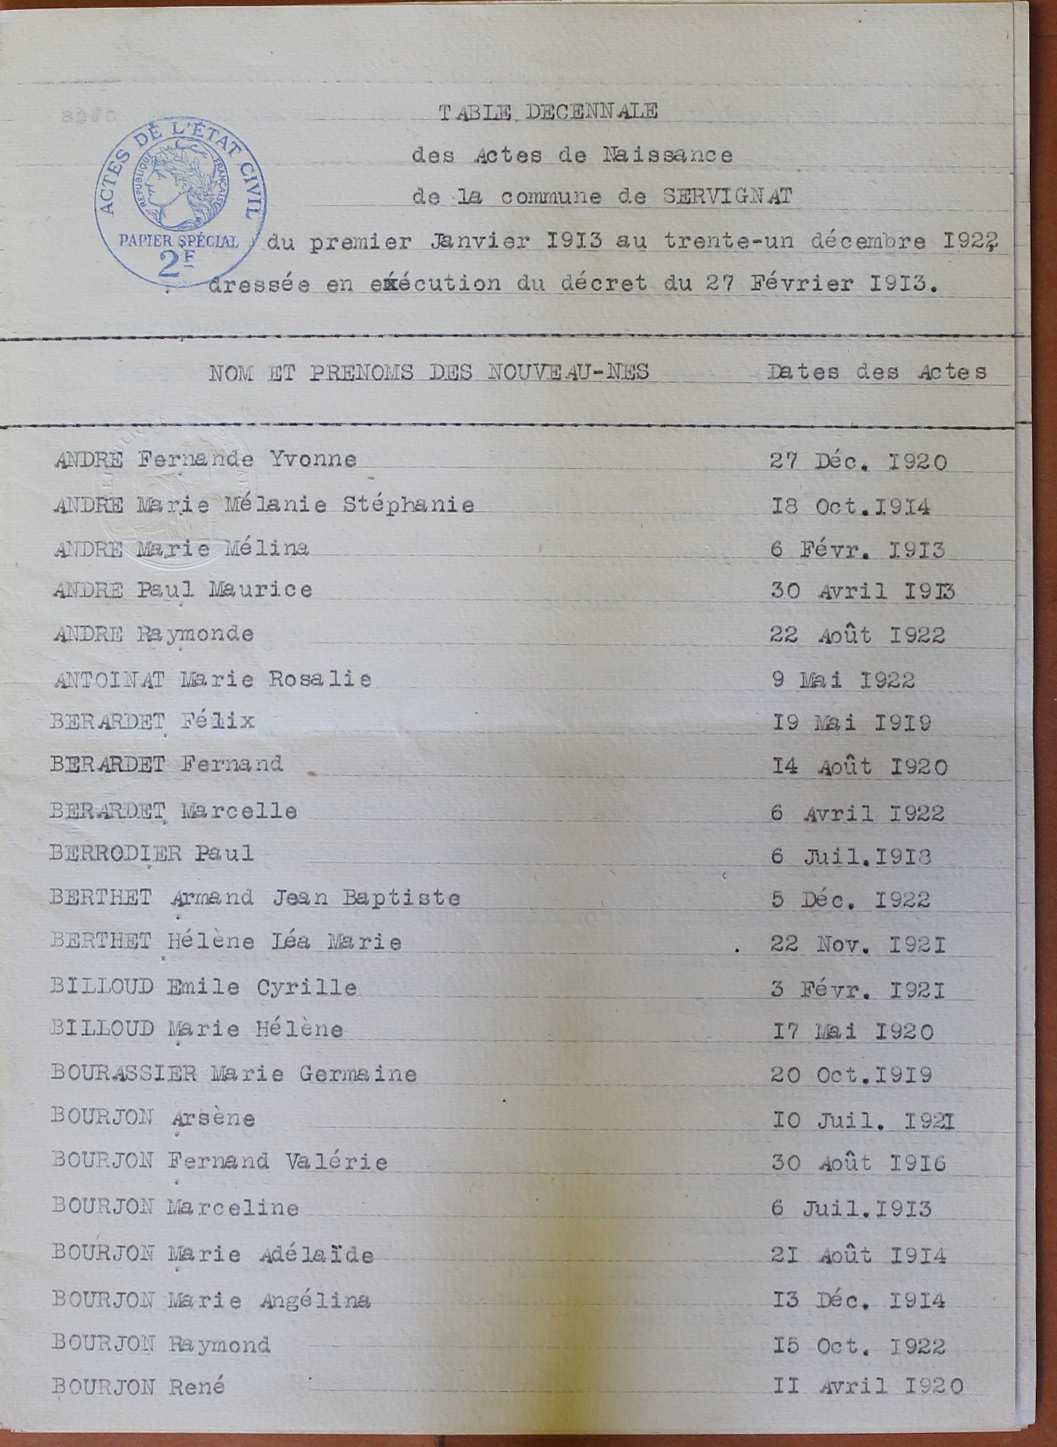 TABLE DECENNALE
des Actes de Naissance
de la commune de SERVIGNAT
du premier Janvier 1913 au trente-un décembre 1922,
dressée en exécution du décret du 27 Février 1913.
ACTES DE L'ÉTAT CIVIL
RÉPUBLIQUE FRANÇAISE
PAPIER SPÉCIAL
2F
NOM ET PRENOMS DES NOUVEAU-NES Dates des Actes
ANDRE Fernande Yvonne 27 Déc. 1920
ANDRE Marie Mélanie Stéphanie 18 Oct.1914
ANDRE Marie Mélina 6 Févr. 1913
ANDRE Paul Maurice 30 Avril 1913
ANDRE Raymonde 22 Août 1922
ANTOINAT Marie Rosalie 9 Mai 1922
BERARDET Félix 19 Mai 1919
BERARDET Fernand 14 Août 1920
BERARDET Marcelle 6 Avril 1922
BERRODIER Paul 6 Juil.1918
BERTHET Armand Jean Baptiste 5 Déc. 1922
BERTHET Hélène Léa Marie 22 Nov. 1921
BILLOUD Emile Cyrille 3 Févr. 1921
BILLOUD Marie Hélène 17 Mai 1920
BOURASSIER Marie Germaine 20 Oct.1919
BOURJON Arsène 10 Juil. 1921
BOURJON Fernand Valérie 30 Août 1916
BOURJON Marceline 6 Juil.1913
BOURJON Marie Adélaïde 21 Août 1914
BOURJON Marie Angélina 13 Déc. 1914
BOURJON Raymond 15 Oct. 1922
BOURJON René 11 Avril 1920